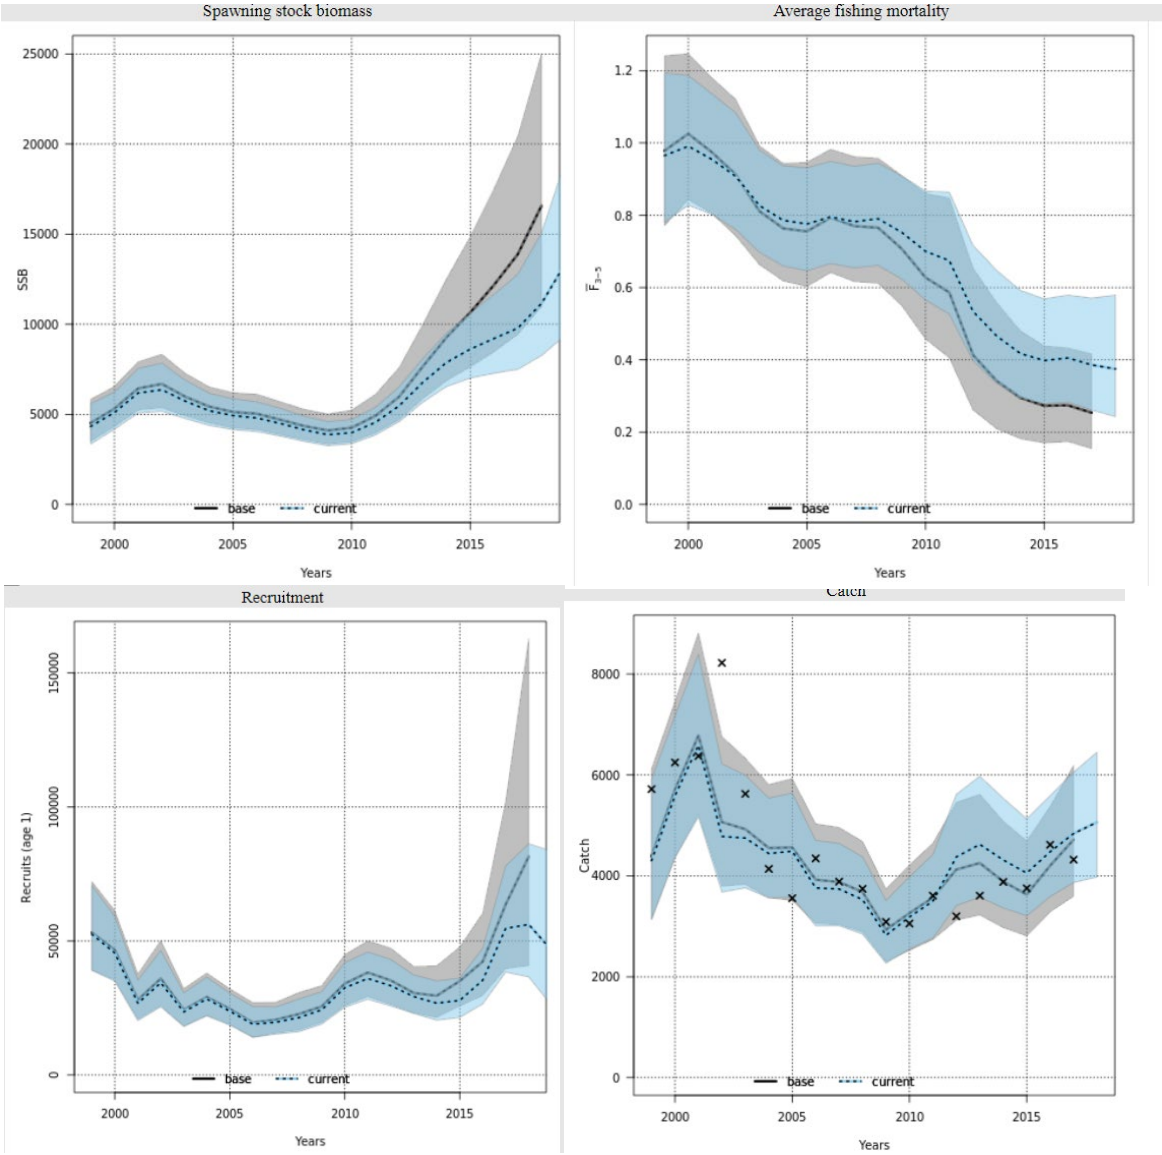 Spawning stock biomass
25000
20000
15000
10000
5000
0
SSB
base current
2000 2005 2010 2015
Years
Average fishing mortality
1.2
1.0
0.8
0.6
0.4
0.2
0.0
F̅3−5
base current
2000 2005 2010 2015
Years
Recruitment
150000
100000
50000
0
Recruits (age 1)
base current
2000 2005 2010 2015
Years
Catch
8000
6000
4000
2000
0
Catch
base current
2000 2005 2010 2015
Years